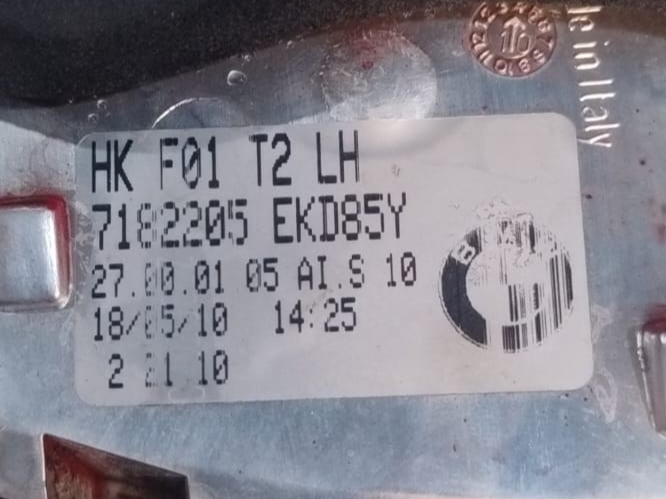 HK F01 T2 LH
7182205 EKD85Y
27.00.01 05 AI.S 10
18/05/10 14:25
2 21 10
in Italy